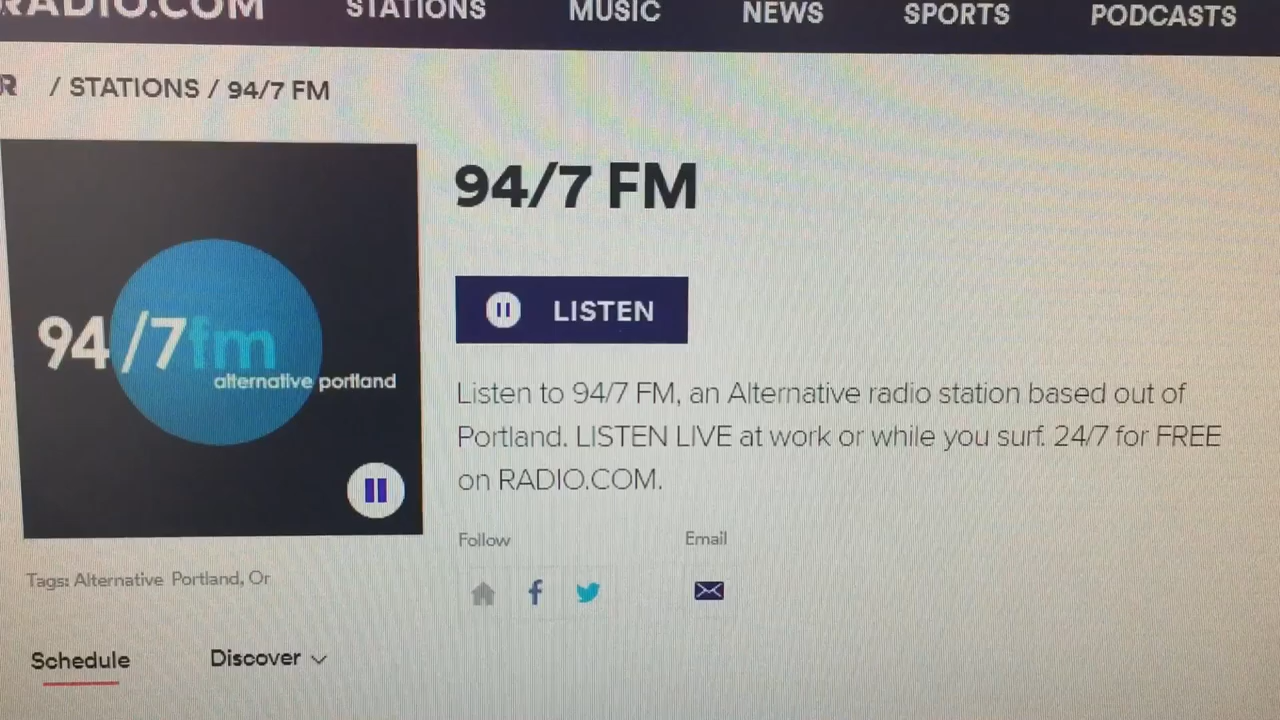 RADIO.COM STATIONS MUSIC NEWS SPORTS PODCASTS
R / STATIONS / 94/7 FM
94/7 FM
94/7fm
alternative portland
LISTEN
Listen to 94/7 FM, an Alternative radio station based out of
Portland. LISTEN LIVE at work or while you surf. 24/7 for FREE
on RADIO.COM.
Follow Email
f
Tags: Alternative Portland, Or
Schedule Discover